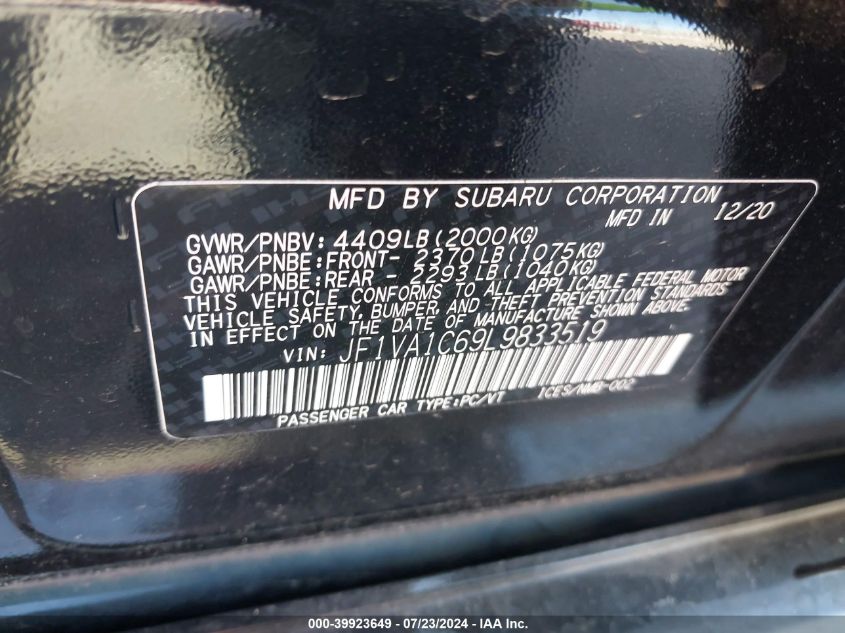 MFD BY SUBARU CORPORATION
MFD IN 12/20
GVWR/PNBV: 4409LB(2000KG)
GAWR/PNBE:FRONT- 2370LB(1075KG)
GAWR/PNBE:REAR - 2293LB(1040KG)
THIS VEHICLE CONFORMS TO ALL APPLICABLE FEDERAL MOTOR
VEHICLE SAFETY, BUMPER, AND THEFT PREVENTION STANDARDS
IN EFFECT ON THE DATE OF MANUFACTURE SHOWN ABOVE.
VIN: JF1VA1C69L9833519
PASSENGER CAR TYPE:PC/VT ICES/NMB-002
000-39923649 - 07/23/2024 - IAA Inc.